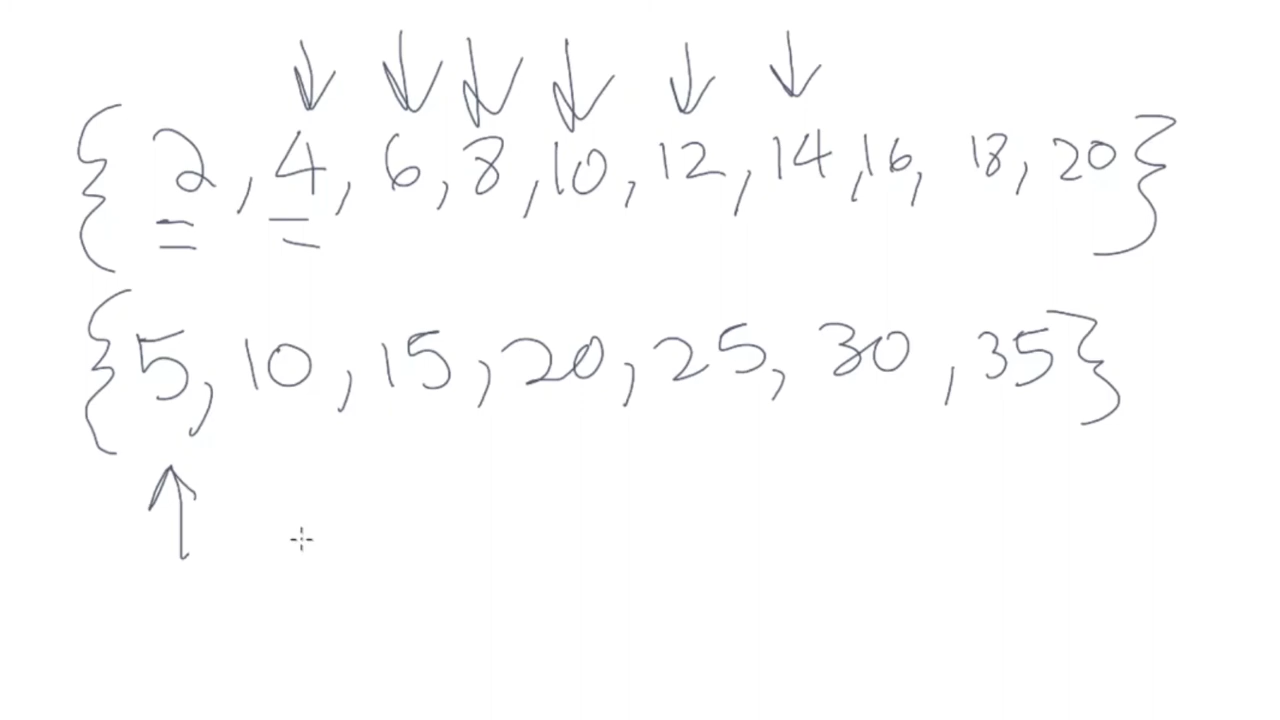 {2, 4, 6, 8, 10, 12, 14, 16, 18, 20}
{5, 10, 15, 20, 25, 30, 35}